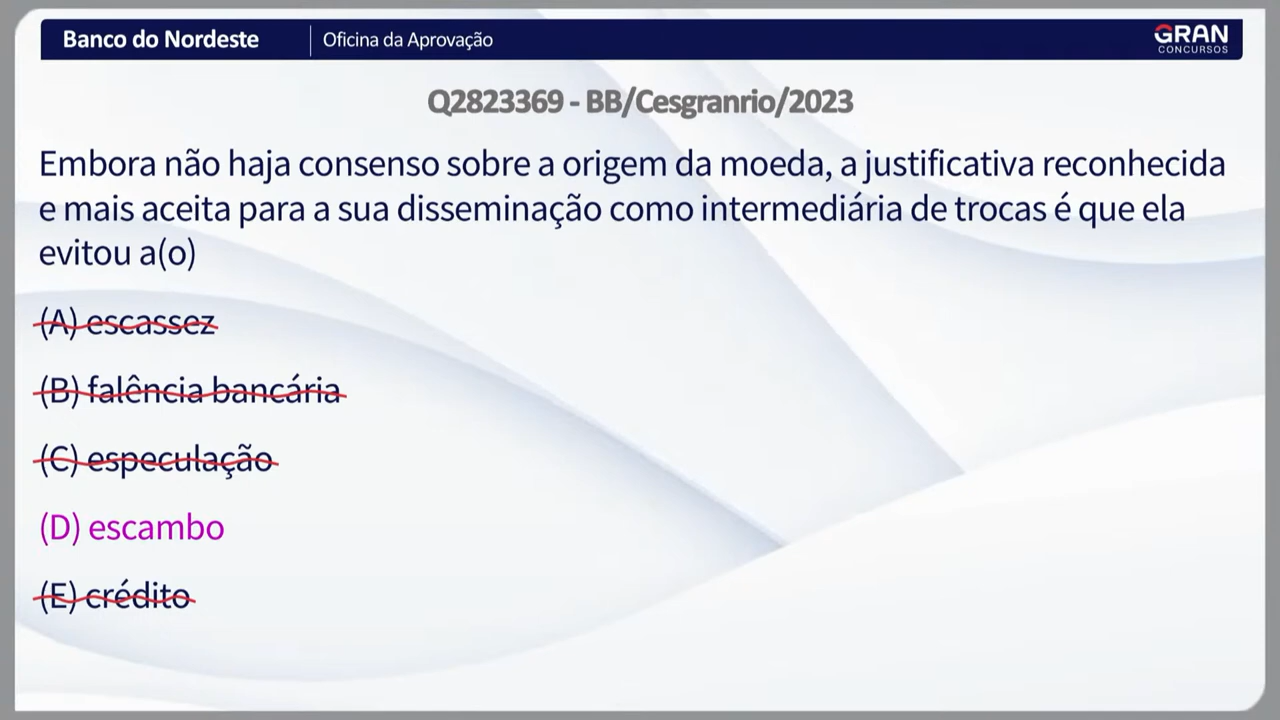 Banco do Nordeste
Oficina da Aprovação
GRAN
CONCURSOS
Q2823369 - BB/Cesgranrio/2023
Embora não haja consenso sobre a origem da moeda, a justificativa reconhecida
e mais aceita para a sua disseminação como intermediária de trocas é que ela
evitou a(o)
(A) escassez
(B) falência bancária
(C) especulação
(D) escambo
(E) crédito